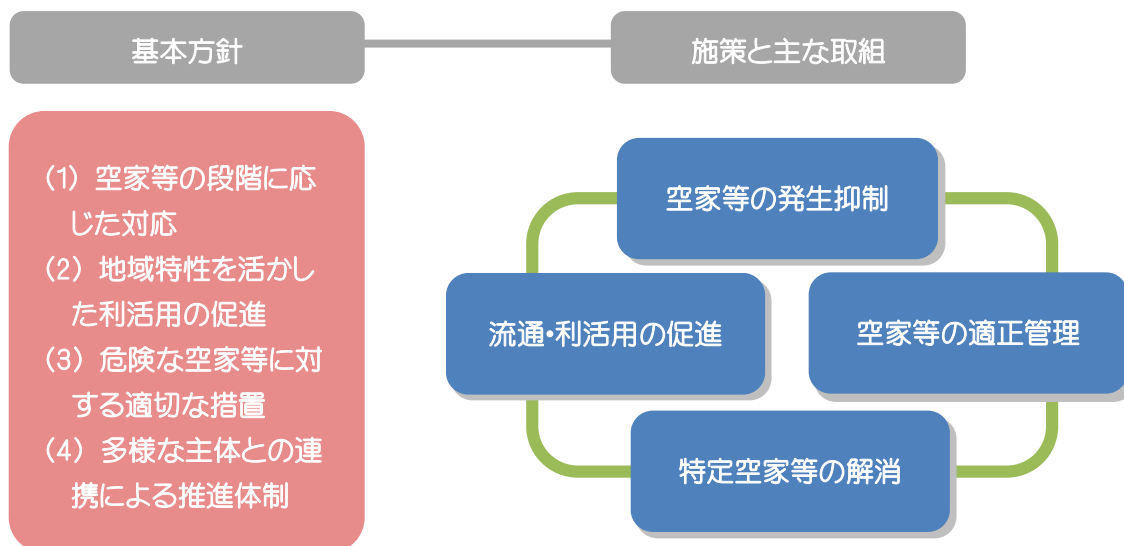 基本方針
施策と主な取組
（1）空家等の段階に応
じた対応
（2）地域特性を活かし
た利活用の促進
（3）危険な空家等に対
する適切な措置
（4）多様な主体との連
携による推進体制
空家等の発生抑制
流通・利活用の促進
空家等の適正管理
特定空家等の解消